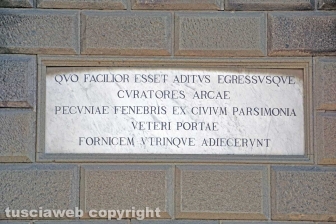 QVO FACILIOR ESSET ADITVS EGRESSVSQVE
CVRATORES ARCAE
PECVNIAE FENEBRIS EX CIVIVM PARSIMONIA
VETERI PORTAE
FORNICEM VTRINQVE ADIECERVNT
tusciaweb copyright